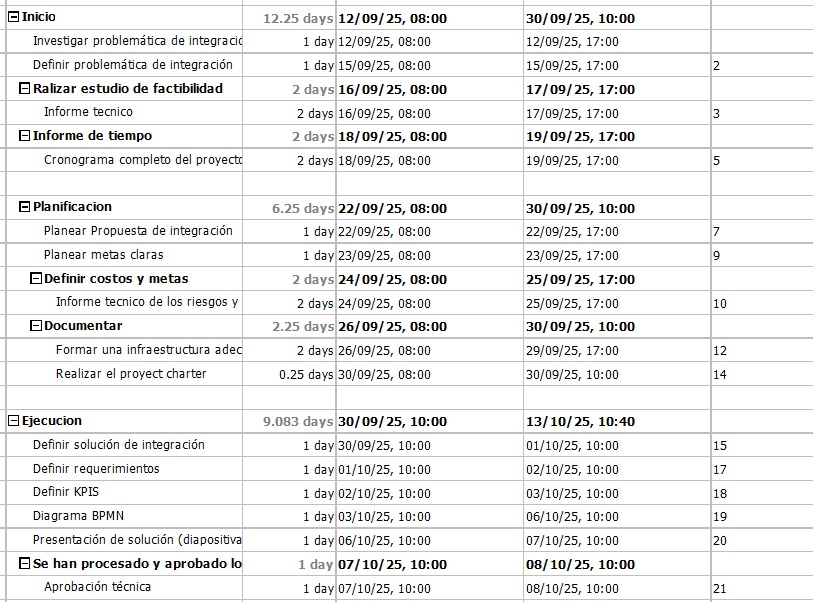 Inicio 12.25 days 12/09/25, 08:00 30/09/25, 10:00
Investigar problemática de 1 day 12/09/25, 08:00 12/09/25, 17:00
Definir problemática de integración 1 day 15/09/25, 08:00 15/09/25, 17:00 2
Ralizar estudio de factibilidad 2 days 16/09/25, 08:00 17/09/25, 17:00
Informe tecnico 2 days 16/09/25, 08:00 17/09/25, 17:00 3
Informe de tiempo 2 days 18/09/25, 08:00 19/09/25, 17:00
Cronograma completo del proyecto 2 days 18/09/25, 08:00 19/09/25, 17:00 5
Planificacion 6.25 days 22/09/25, 08:00 30/09/25, 10:00
Planear Propuesta de integración 1 day 22/09/25, 08:00 22/09/25, 17:00 7
Planear metas claras 1 day 23/09/25, 08:00 23/09/25, 17:00 9
Definir costos y metas 2 days 24/09/25, 08:00 25/09/25, 17:00
Informe tecnico de los riesgos y 2 days 24/09/25, 08:00 25/09/25, 17:00 10
Documentar 2.25 days 26/09/25, 08:00 30/09/25, 10:00
Formar una infraestructura adec 2 days 26/09/25, 08:00 29/09/25, 17:00 12
Realizar el proyect charter 0.25 days 30/09/25, 08:00 30/09/25, 10:00 14
Ejecucion 9.083 days 30/09/25, 10:00 13/10/25, 10:40
Definir solución de integración 1 day 30/09/25, 10:00 01/10/25, 10:00 15
Definir requerimientos 1 day 01/10/25, 10:00 02/10/25, 10:00 17
Definir KPIS 1 day 02/10/25, 10:00 03/10/25, 10:00 18
Diagrama BPMN 1 day 03/10/25, 10:00 06/10/25, 10:00 19
Presentación de solución (diapositiva 1 day 06/10/25, 10:00 07/10/25, 10:00 20
Se han procesado y aprobado lo 1 day 07/10/25, 10:00 08/10/25, 10:00
Aprobación técnica 1 day 07/10/25, 10:00 08/10/25, 10:00 21